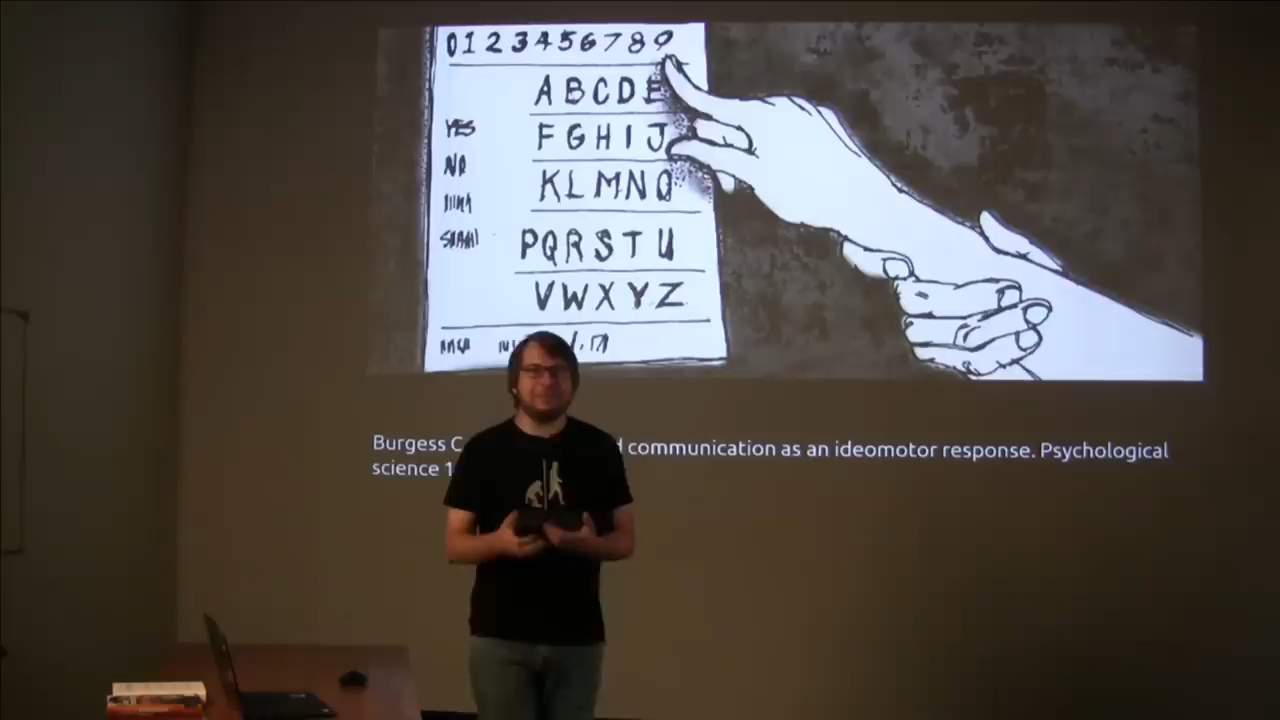 0123456789
ABCDE
YES
FGHIJ
NO
KLMNO
PQRSTU
VWXYZ
Burgess C communication as an ideomotor response. Psychological
science 1